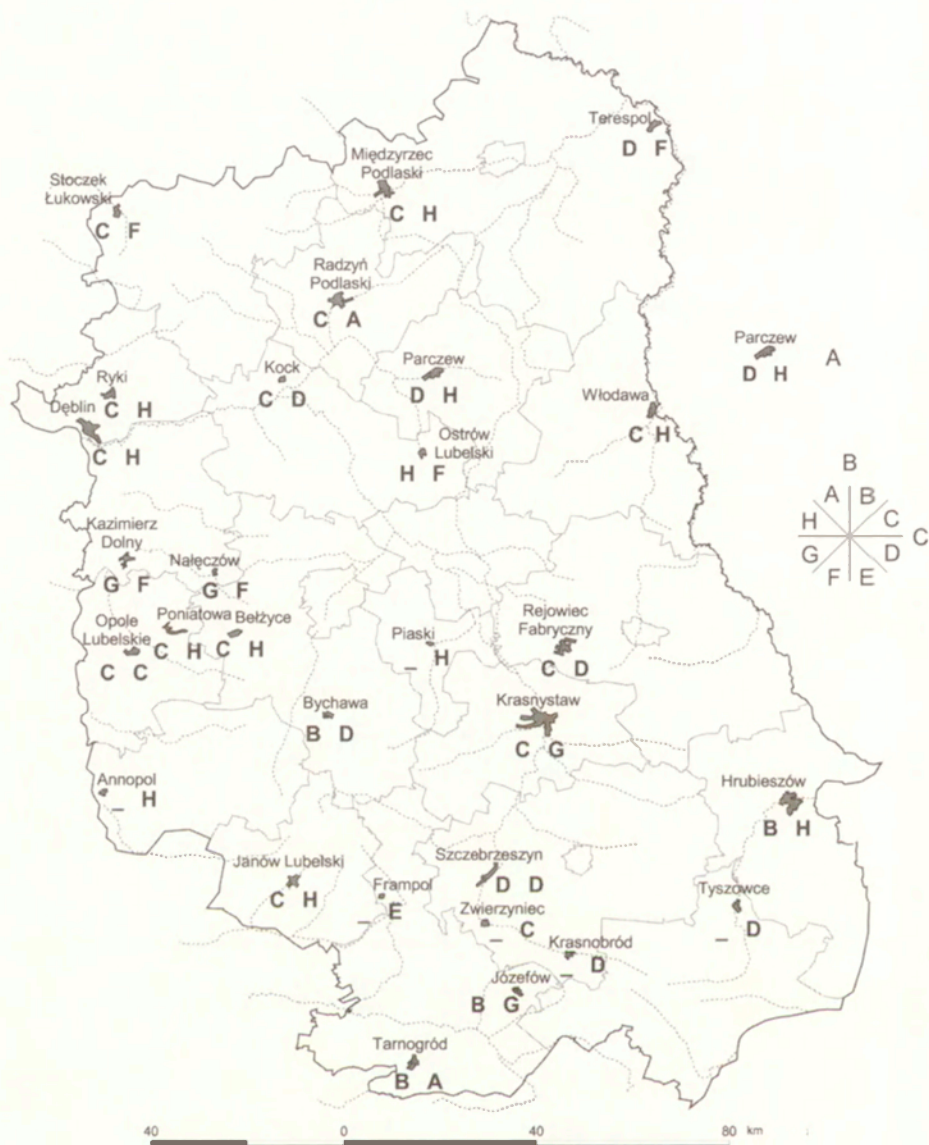 Terespol
D F
Międzyrzec
Podlaski
C H
Stoczek
Łukowski
C F
Radzyń
Podlaski
C A
Parczew
D H
A
Kock
C D
Parczew
D H
Ryki
C H
Włodawa
C H
Dęblin
C H
Ostrów
Lubelski
H F
B
A B
H C
C
G D
F E
Kazimierz
Dolny
G F
Nałęczów
G F
Opole
Lubelskie
C C
Poniatowa
C H
Bełżyce
C H
Piaski
– H
Rejowiec
Fabryczny
C D
Bychawa
B D
Krasnystaw
C G
Annopol
– H
Hrubieszów
B H
Janów Lubelski
C H
Frampol
– E
Szczebrzeszyn
D D
Tyszowce
– D
Zwierzyniec
– C
Krasnobród
– D
Józefów
B G
Tarnogród
B A
40 0 40 80 km